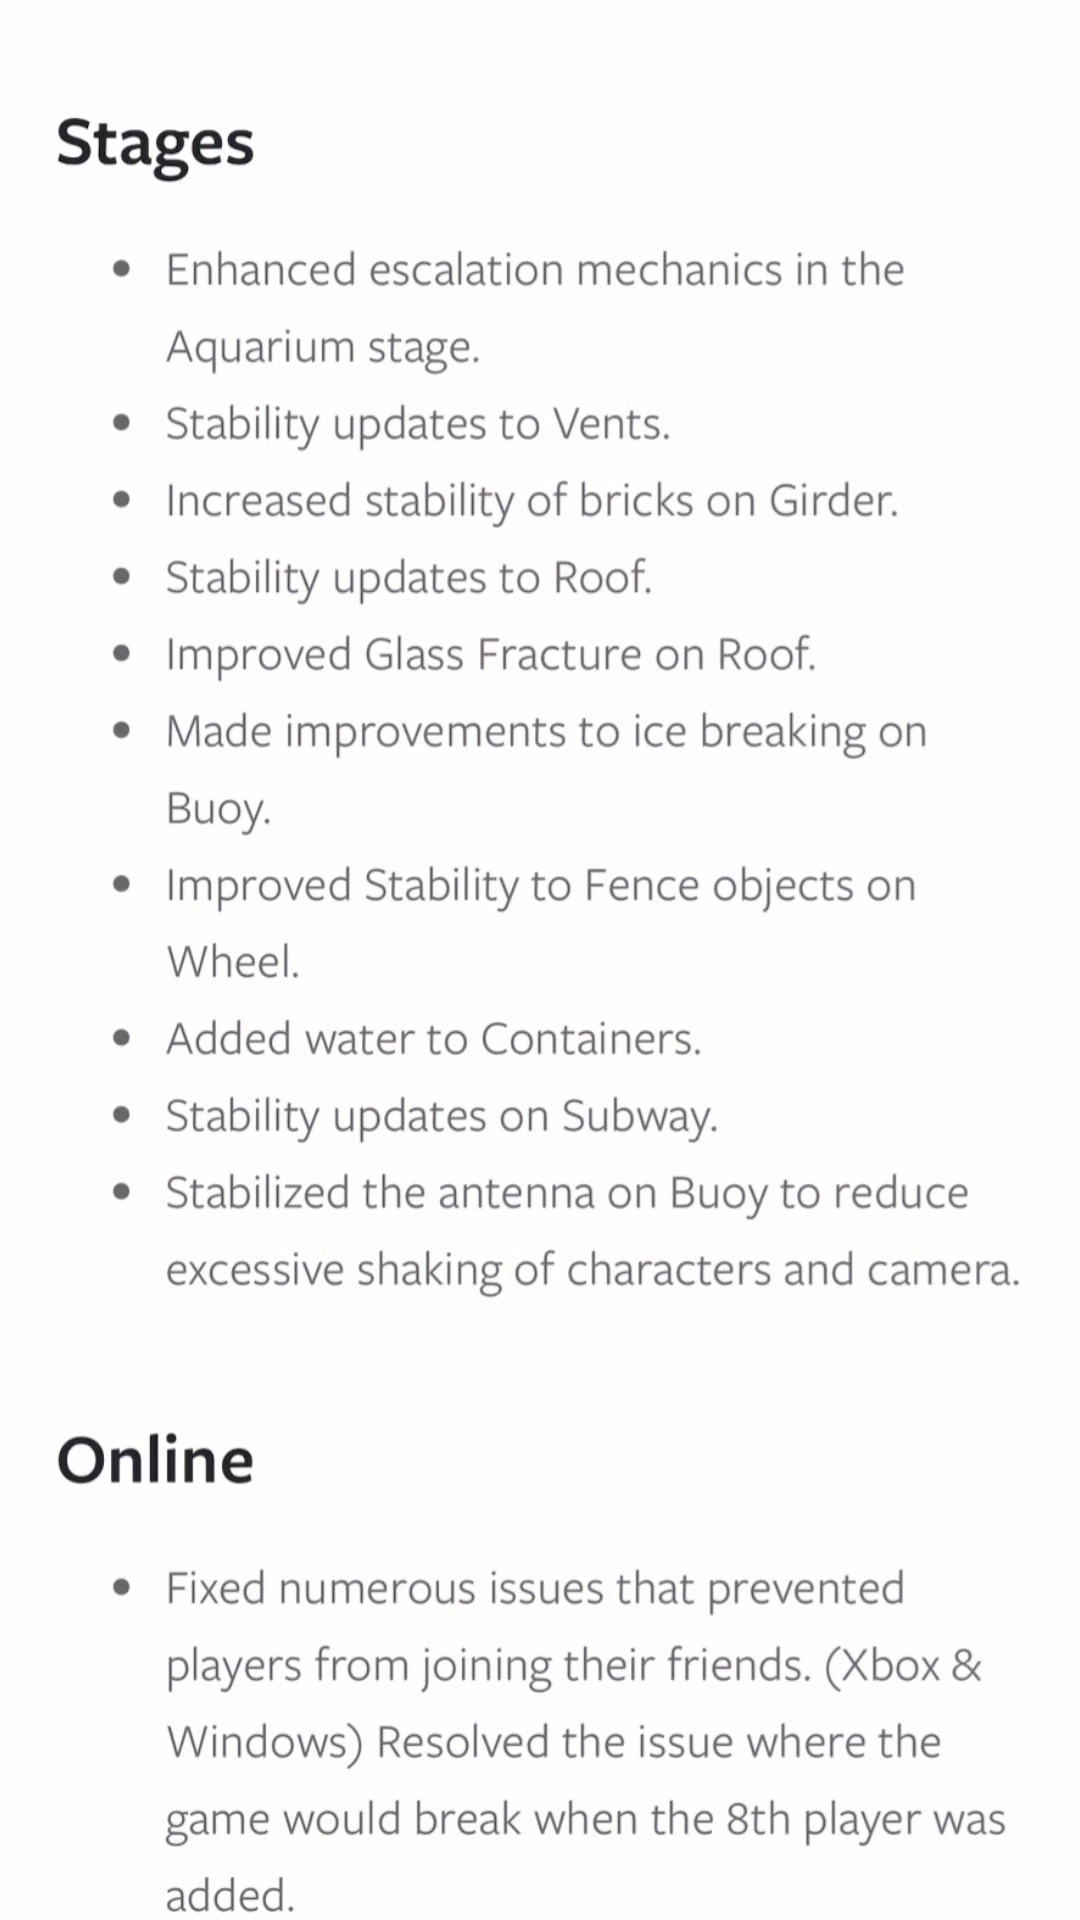 Stages
• Enhanced escalation mechanics in the
Aquarium stage.
• Stability updates to Vents.
• Increased stability of bricks on Girder.
• Stability updates to Roof.
• Improved Glass Fracture on Roof.
• Made improvements to ice breaking on
Buoy.
• Improved Stability to Fence objects on
Wheel.
• Added water to Containers.
• Stability updates on Subway.
• Stabilized the antenna on Buoy to reduce
excessive shaking of characters and camera.
Online
• Fixed numerous issues that prevented
players from joining their friends. (Xbox &
Windows) Resolved the issue where the
game would break when the 8th player was
added.